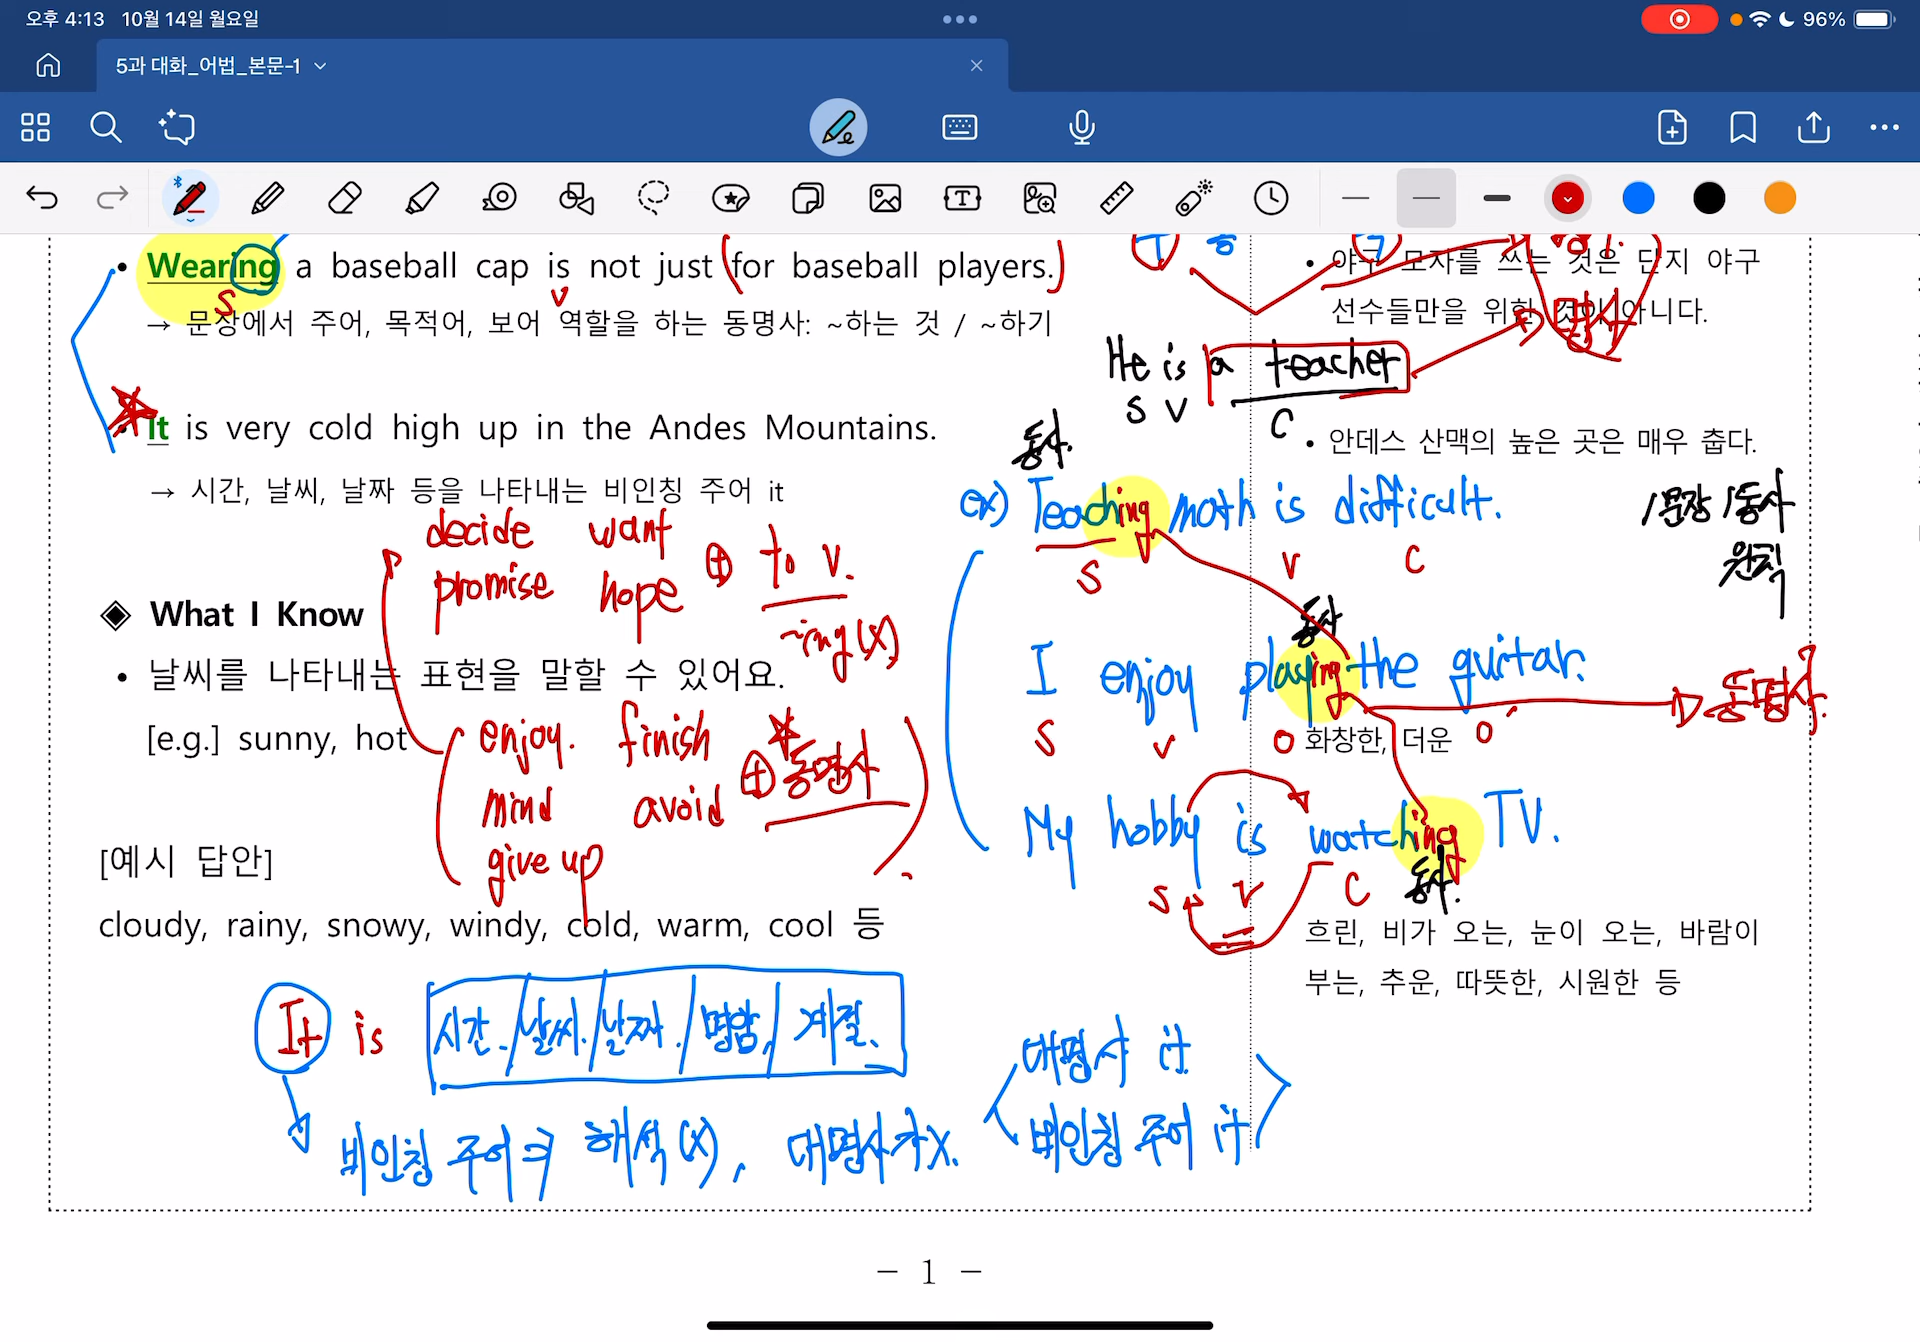 오후 4:13 10월 14일 월요일
96%
5과 대화_어법_본문-1
• Wearing a baseball cap is not just (for baseball players.)
S
v
→ 문장에서 주어, 목적어, 보어 역할을 하는 동명사: ~하는 것 / ~하기
• 야구 모자를 쓰는 것은 단지 야구
선수들만을 위한 것이 아니다.
명사
He is a teacher
S V C
• It is very cold high up in the Andes Mountains.
→ 시간, 날씨, 날짜 등을 나타내는 비인칭 주어 it
• 안데스 산맥의 높은 곳은 매우 춥다.
동사.
ex) Teaching math is difficult.
S V C
1문장 1동사
원칙
decide want
promise hope ⊕ to v.
~ing(x)
◈ What I Know
• 날씨를 나타내는 표현을 말할 수 있어요.
[e.g.] sunny, hot
동사
I enjoy playing the guitar.
S V O O'
동명사.
화창한, 더운
enjoy. finish
mind avoid ⊕ 동명사
give up
My hobby is watching TV.
S V C
동사.
=
[예시 답안]
cloudy, rainy, snowy, windy, cold, warm, cool 등
흐린, 비가 오는, 눈이 오는, 바람이
부는, 추운, 따뜻한, 시원한 등
It is 시간. / 날씨. / 날짜. / 명암. / 계절.
비인칭 주어 ⇒ 해석(x), 대명사가x.
대명사 it
비인칭 주어 it
- 1 -